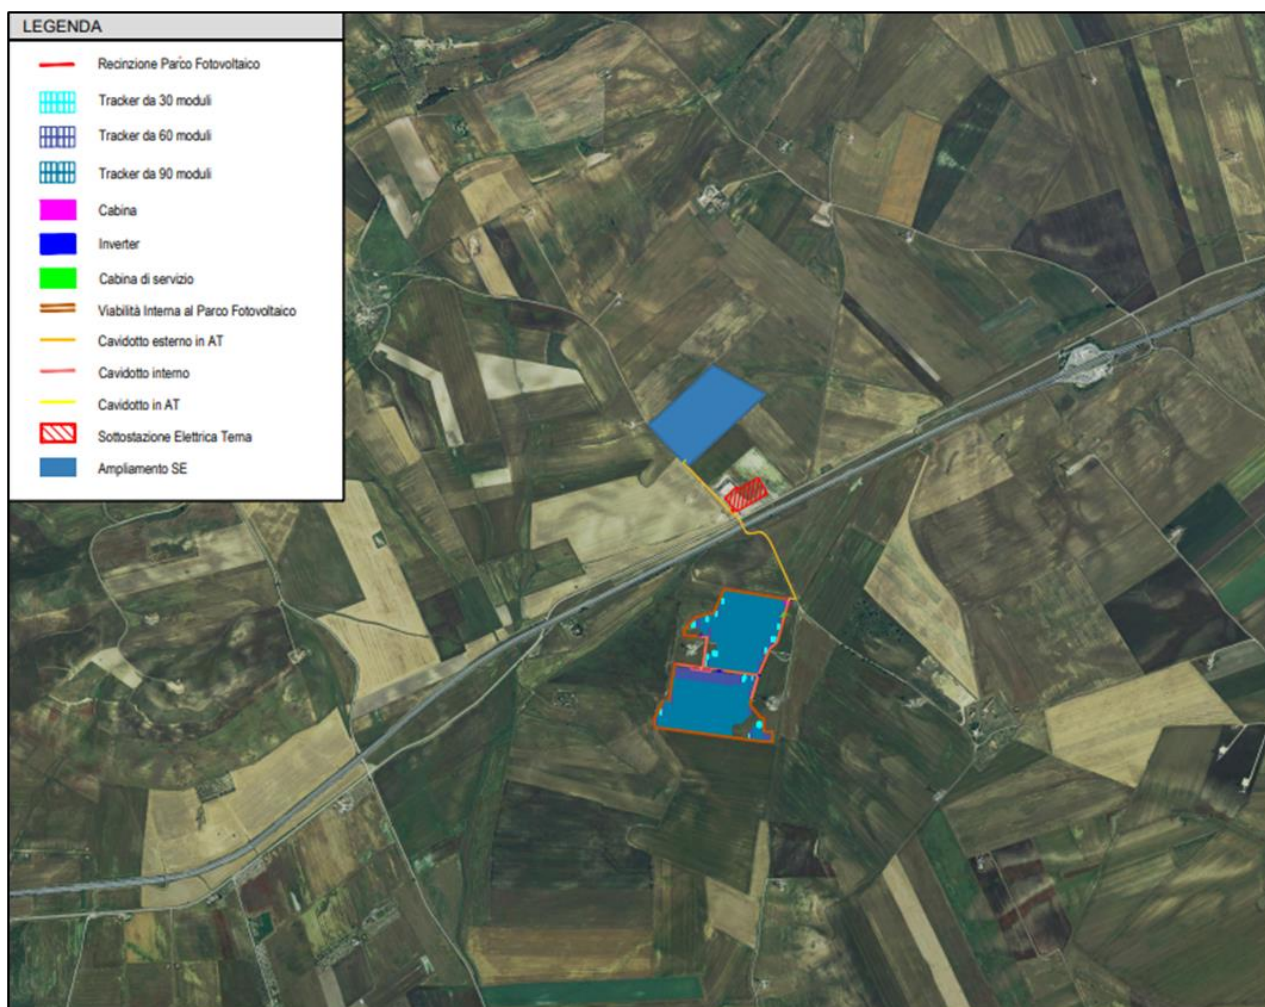 LEGENDA
Recinzione Parco Fotovoltaico
Tracker da 30 moduli
Tracker da 60 moduli
Tracker da 90 moduli
Cabina
Inverter
Cabina di servizio
Viabilità Interna al Parco Fotovoltaico
Cavidotto esterno in AT
Cavidotto interno
Cavidotto in AT
Sottostazione Elettrica Terna
Ampliamento SE